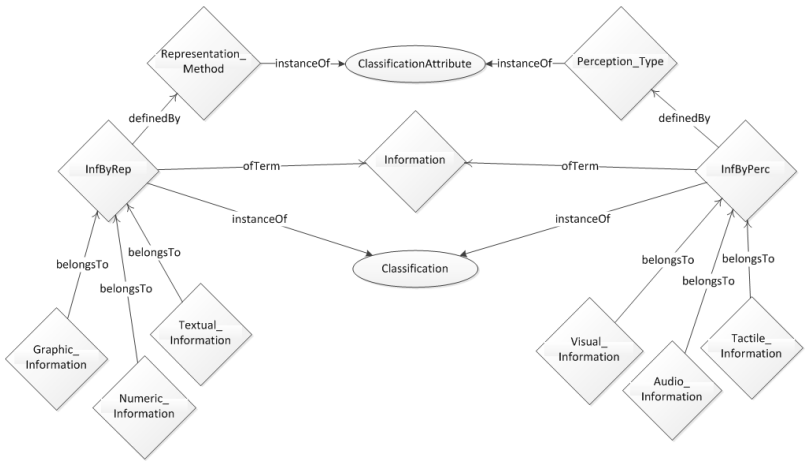 Representation_
Method
instanceOf
ClassificationAttribute
instanceOf
Perception_Type
definedBy
definedBy
InfByRep
ofTerm
Information
ofTerm
InfByPerc
instanceOf
instanceOf
Classification
belongsTo
belongsTo
belongsTo
belongsTo
belongsTo
belongsTo
Graphic_
Information
Numeric_
Information
Textual_
Information
Visual_
Information
Audio_
Information
Tactile_
Information